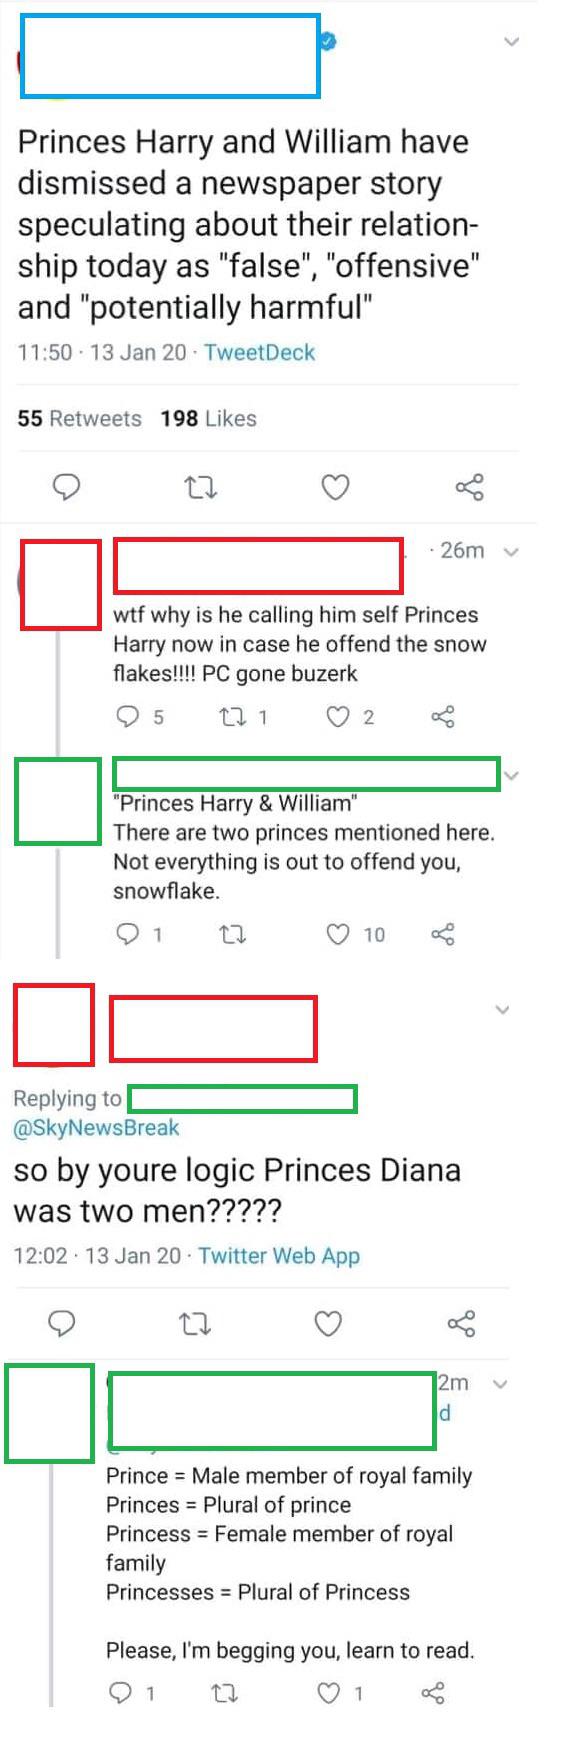 Princes Harry and William have
dismissed a newspaper story
speculating about their relation-
ship today as "false", "offensive"
and "potentially harmful"
11:50 · 13 Jan 20 · TweetDeck
55 Retweets 198 Likes
· 26m
wtf why is he calling him self Princes
Harry now in case he offend the snow
flakes!!!! PC gone buzerk
5 1 2
"Princes Harry & William"
There are two princes mentioned here.
Not everything is out to offend you,
snowflake.
1 10
Replying to
@SkyNewsBreak
so by youre logic Princes Diana
was two men?????
12:02 · 13 Jan 20 · Twitter Web App
2m
d
Prince = Male member of royal family
Princes = Plural of prince
Princess = Female member of royal
family
Princesses = Plural of Princess
Please, I'm begging you, learn to read.
1 1